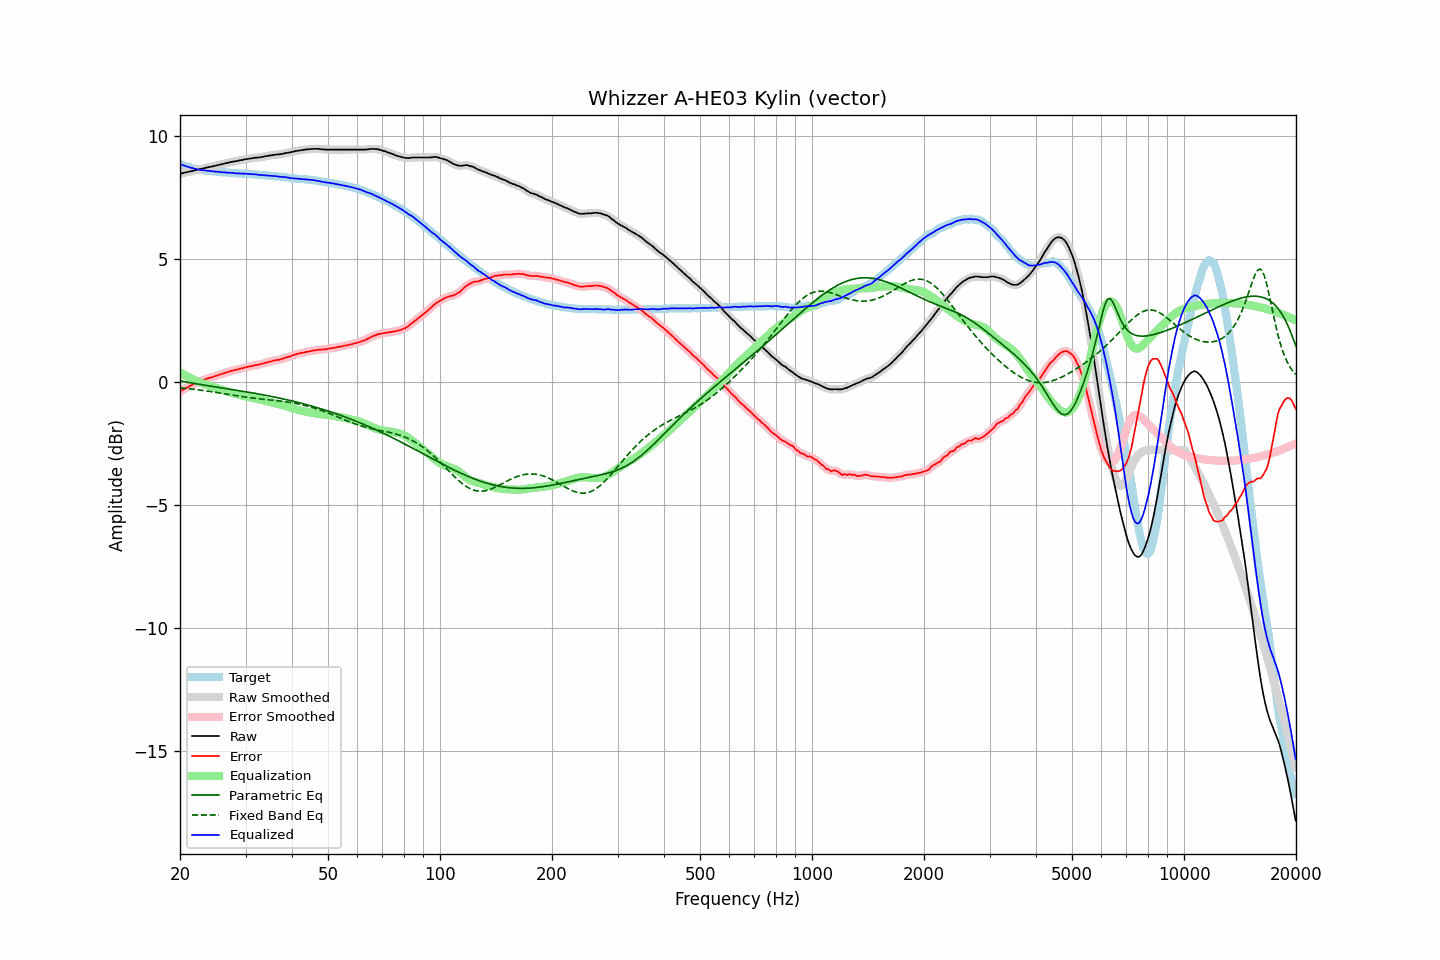 Whizzer A-HE03 Kylin (vector)
10
5
0
−5
−10
−15
Amplitude (dBr)
Target
Raw Smoothed
Error Smoothed
Raw
Error
Equalization
Parametric Eq
Fixed Band Eq
Equalized
20 50 100 200 500 1000 2000 5000 10000 20000
Frequency (Hz)